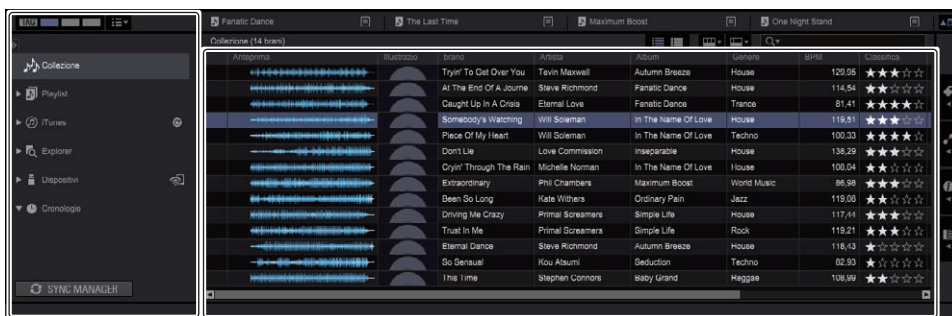 TAG
Fanatic Dance
The Last Time
Maximum Boost
One Night Stand
Collezione (14 brani)
Collezione
Playlist
iTunes
Explorer
Dispositivi
Cronologie
SYNC MANAGER
Anteprima Illustrazio brano Artista Album Genere BPM Classifica
Tryin' To Get Over You Tavin Maxwell Autumn Breeze House 129,95 ★★★☆☆
At The End Of A Journe Steve Richmond Fanatic Dance House 114,54 ★★☆☆☆
Caught Up In A Crisis Eternal Love Fanatic Dance Trance 81,41 ★★★★☆
Somebody's Watching Will Soleman In The Name Of Love House 119,51 ★★★☆☆
Piece Of My Heart Will Soleman In The Name Of Love Techno 100,33 ★★★★☆
Don't Lie Love Commission Inseparable House 138,29 ★★★☆☆
Cryin' Through The Rain Michelle Norman In The Name Of Love House 108,04 ★★☆☆☆
Extraordinary Phil Chambers Maximum Boost World Music 86,98 ★★★☆☆
Been So Long Kate Withers Ordinary Pain Jazz 119,08 ★★☆☆☆
Driving Me Crazy Primal Screamers Simple Life House 117,44 ★★★☆☆
Trust In Me Primal Screamers Simple Life Rock 119,21 ★★★☆☆
Eternal Dance Steve Richmond Autumn Breeze House 118,43 ★☆☆☆☆
So Sensual Kou Atsumi Seduction Techno 82,93 ★☆☆☆☆
This Time Stephen Connors Baby Grand Reggae 108,99 ★★☆☆☆